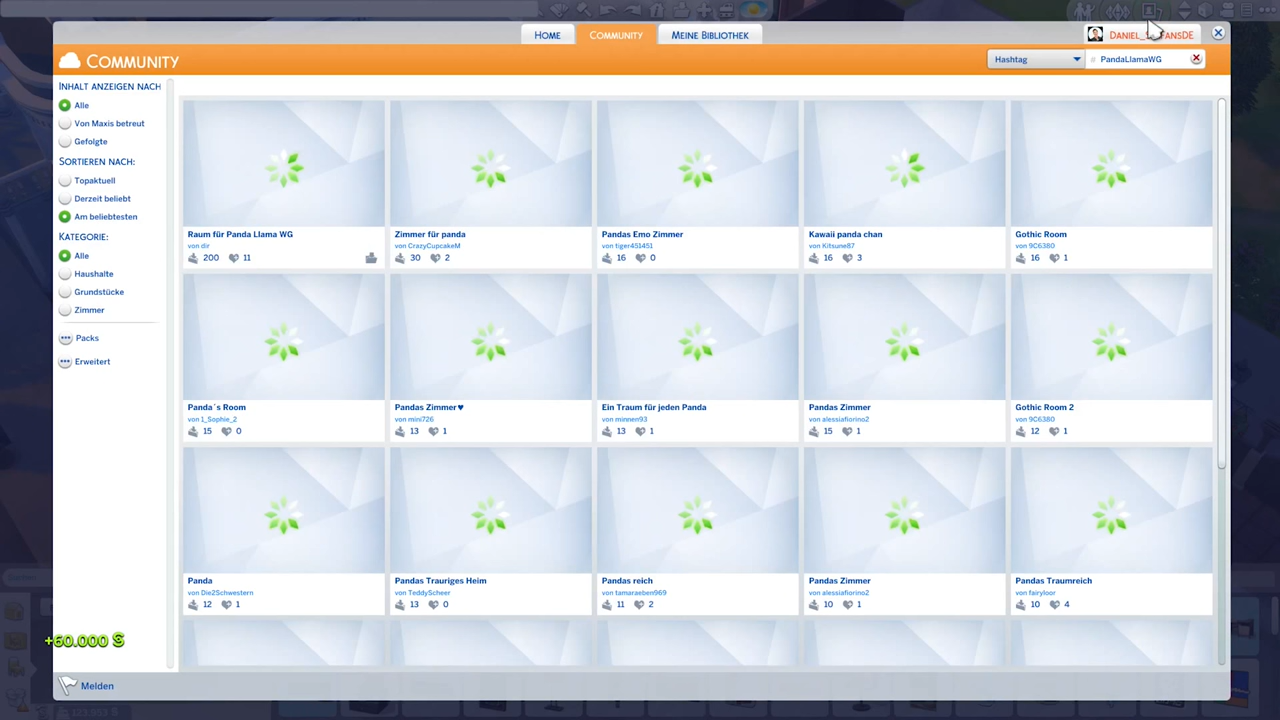 HOME
COMMUNITY
MEINE BIBLIOTHEK
COMMUNITY
Hashtag
# PandaLlamaWG
INHALT ANZEIGEN NACH
Alle
Von Maxis betreut
Gefolgte
SORTIEREN NACH:
Topaktuell
Derzeit beliebt
Am beliebtesten
KATEGORIE:
Alle
Haushalte
Grundstücke
Zimmer
Packs
Erweitert
Raum für Panda Llama WG
von dir
200 11
Zimmer für panda
von CrazyCupcakeM
30 2
Pandas Emo Zimmer
von tiger451451
16 0
Kawaii panda chan
von Kitsune87
16 3
Gothic Room
von 9C6380
16 1
Panda´s Room
von 1_Sophie_2
15 0
Pandas Zimmer♥
von mini726
13 1
Ein Traum für jeden Panda
von minnen93
13 1
Pandas Zimmer
von alessiafiorino2
15 1
Gothic Room 2
von 9C6380
12 1
Panda
von Die2Schwestern
12 1
Pandas Trauriges Heim
von TeddyScheer
13 0
Pandas reich
von tamaraeben969
11 2
Pandas Zimmer
von alessiafiorino2
10 1
Pandas Traumreich
von fairyloor
10 4
+60.000 §
Melden